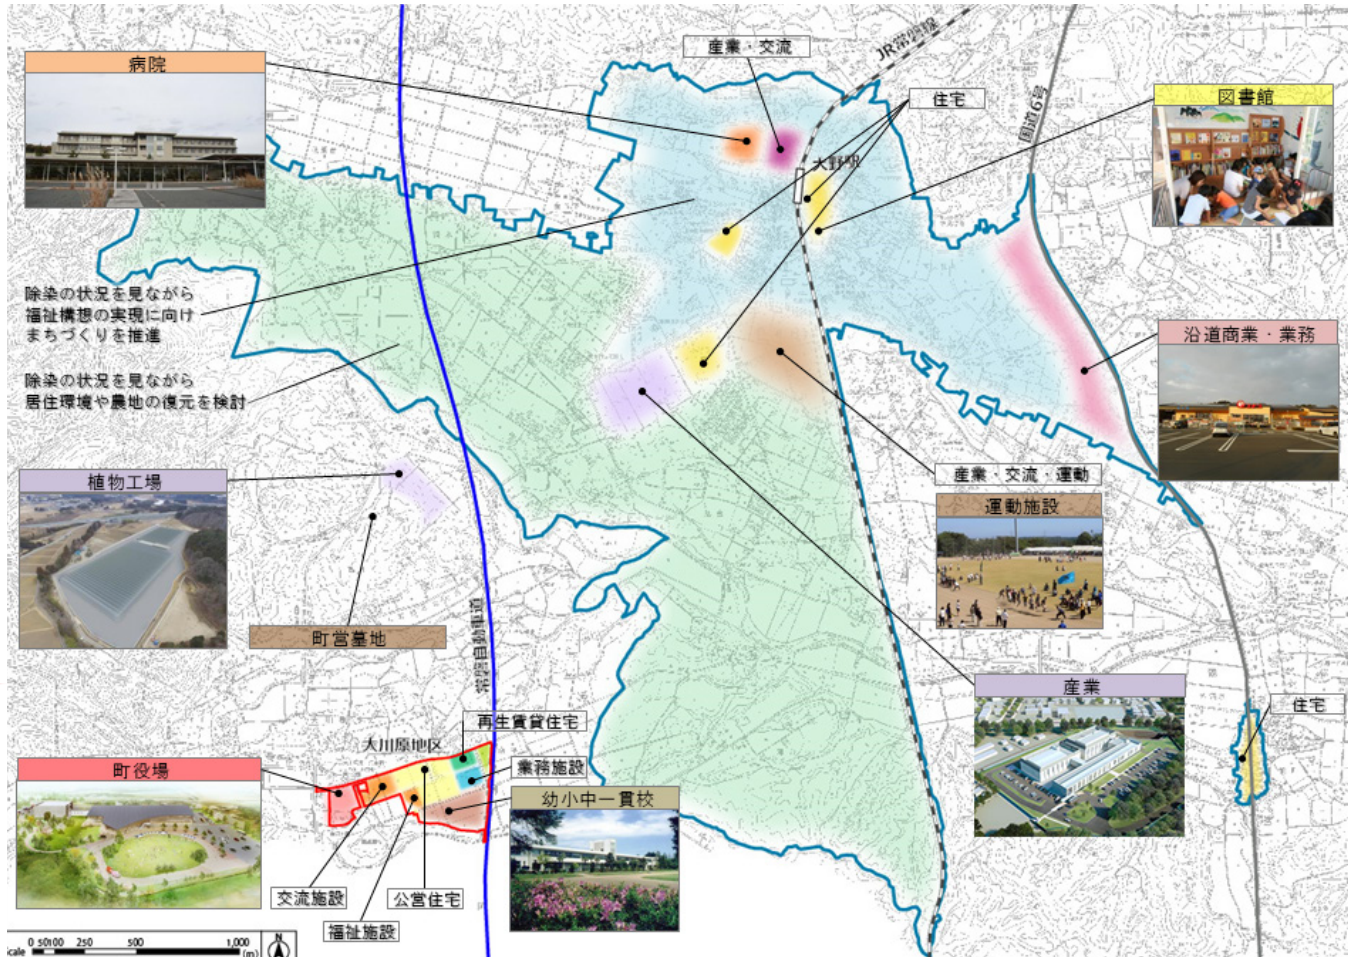 産業・交流
JR常磐線
病院
住宅
国道6号
図書館
大野駅
除染の状況を見ながら
福祉構想の実現に向け
まちづくりを推進
沿道商業・業務
除染の状況を見ながら
居住環境や農地の復元を検討
植物工場
産業・交流・運動
運動施設
町営墓地
常磐自動車道
産業
住宅
再生賃貸住宅
大川原地区
町役場
業務施設
幼小中一貫校
交流施設
公営住宅
福祉施設
Scale 0 50100 250 500 1,000
(m)
N